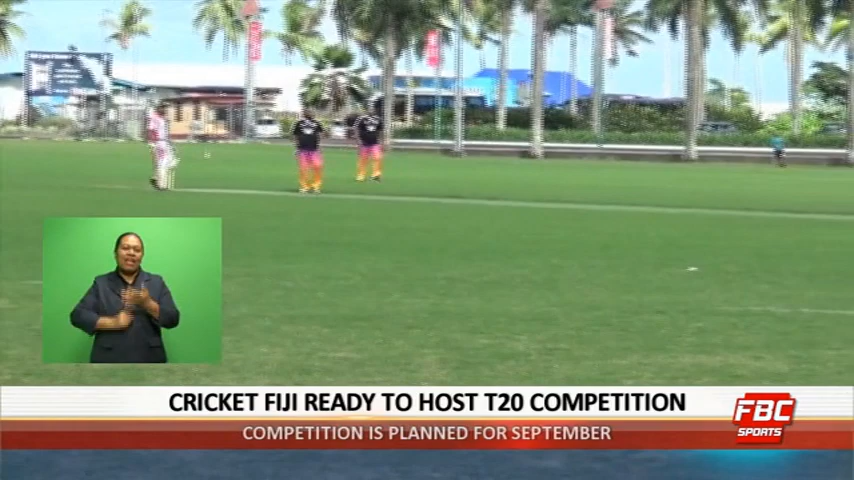 CRICKET FIJI READY TO HOST T20 COMPETITION
COMPETITION IS PLANNED FOR SEPTEMBER
FBC
SPORTS